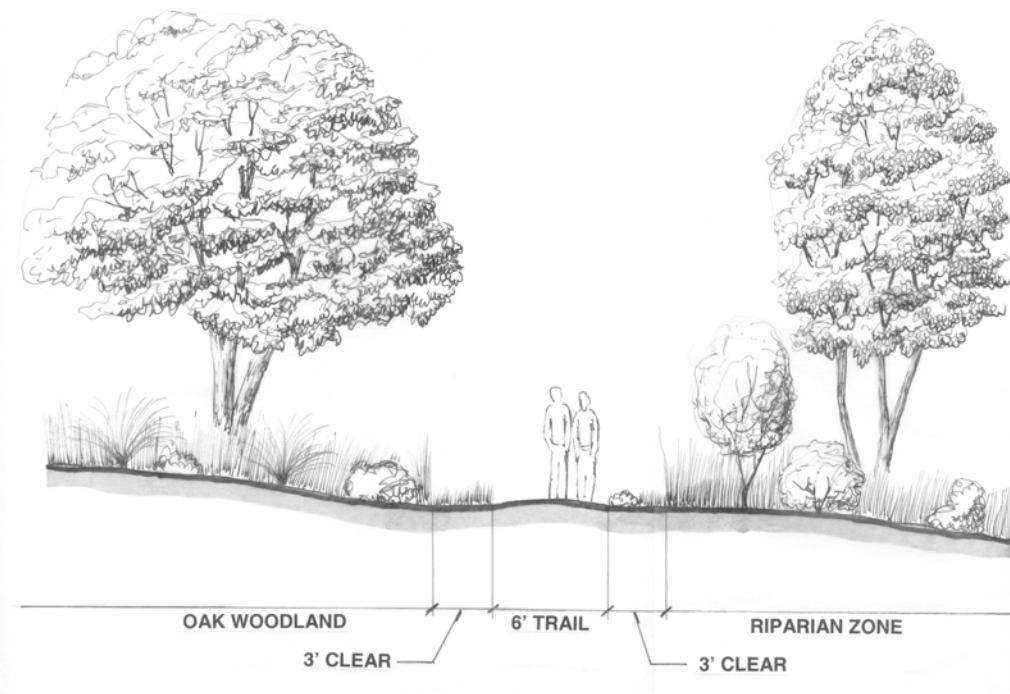 OAK WOODLAND
6' TRAIL
RIPARIAN ZONE
3' CLEAR
3' CLEAR